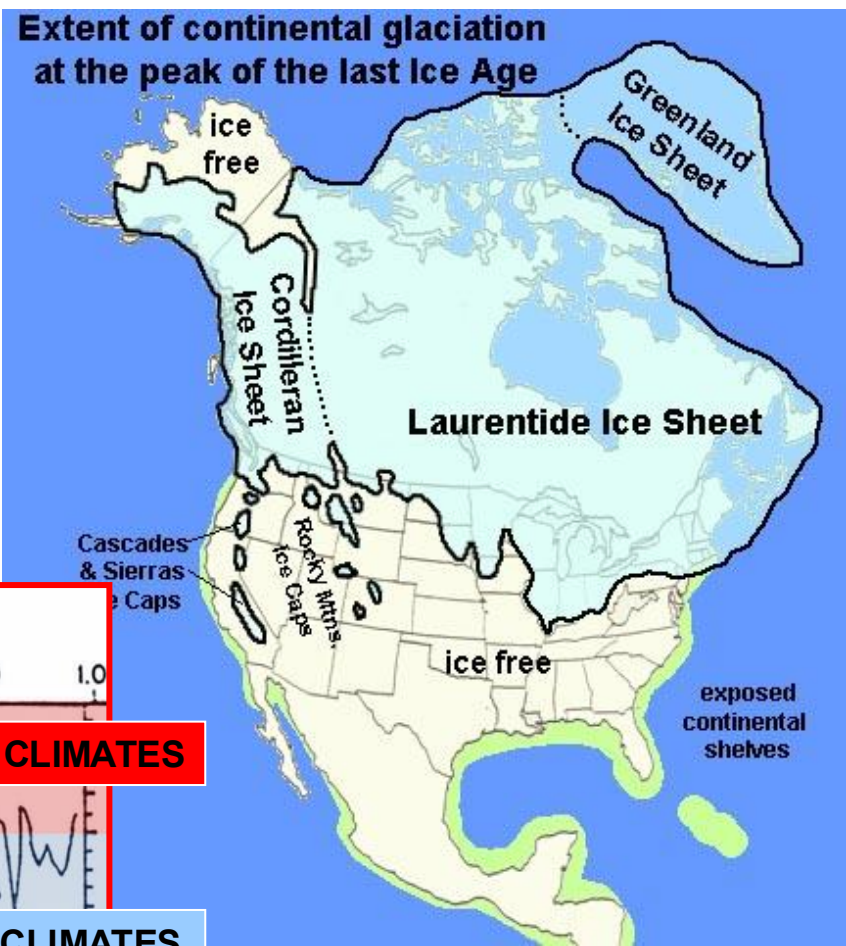 Extent of continental glaciation
at the peak of the last Ice Age
ice
free
Greenland
Ice Sheet
Cordilleran
Ice Sheet
Laurentide Ice Sheet
Cascades
& Sierras
Caps
Rocky Mtns.
Ice Caps
ice free
exposed
continental
shelves
1.0
CLIMATES
CLIMATES